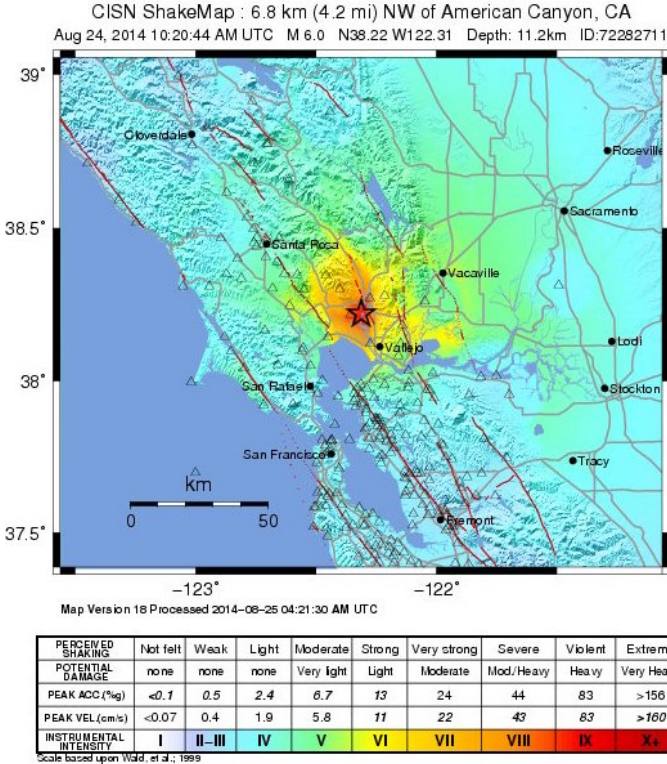 CISN ShakeMap : 6.8 km (4.2 mi) NW of American Canyon, CA
Aug 24, 2014 10:20:44 AM UTC M 6.0 N38.22 W122.31 Depth: 11.2km ID:72282711
39°
Cloverdale
Roseville
38.5°
Sacramento
Santa Rosa
Vacaville
Vallejo
Lodi
38°
San Rafael
Stockton
San Francisco
Tracy
km
0 50
37.5°
Fremont
−123° −122°
Map Version 18 Processed 2014−08−25 04:21:30 AM UTC
PERCEIVED SHAKING Not felt Weak Light Moderate Strong Very strong Severe Violent Extrem
POTENTIAL DAMAGE none none none Very light Light Moderate Mod./Heavy Heavy Very Hea
PEAK ACC.(%g) <0.1 0.5 2.4 6.7 13 24 44 83 >156
PEAK VEL.(cm/s) <0.07 0.4 1.9 5.8 11 22 43 83 >160
INSTRUMENTAL INTENSITY I II−III IV V VI VII VIII IX X+
Scale based upon Wald, et al.; 1999